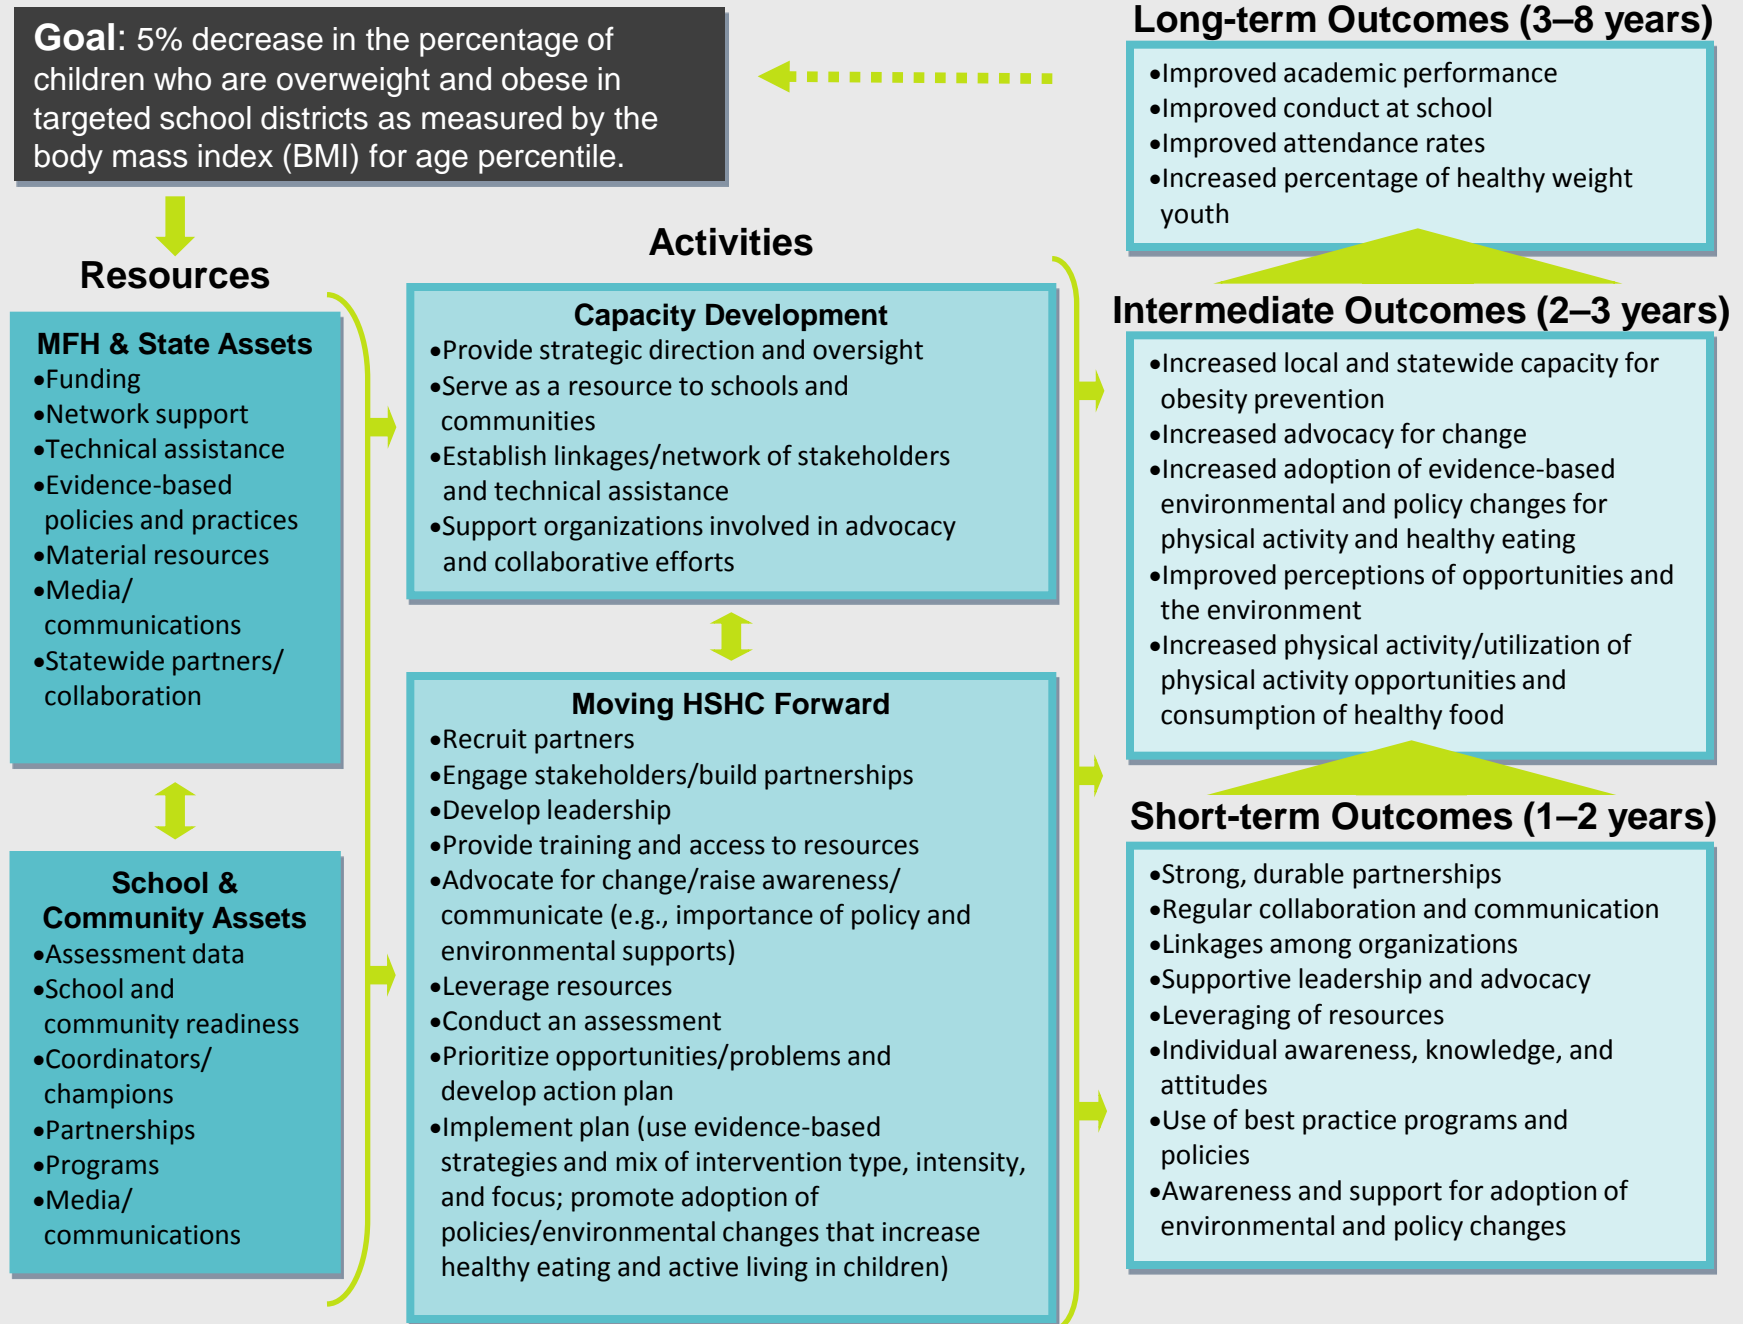 Goal: 5% decrease in the percentage of
children who are overweight and obese in
targeted school districts as measured by the
body mass index (BMI) for age percentile.
Resources
MFH & State Assets
•Funding
•Network support
•Technical assistance
•Evidence-based
policies and practices
•Material resources
•Media/
communications
•Statewide partners/
collaboration
School &
Community Assets
•Assessment data
•School and
community readiness
•Coordinators/
champions
•Partnerships
•Programs
•Media/
communications
Activities
Capacity Development
•Provide strategic direction and oversight
•Serve as a resource to schools and
communities
•Establish linkages/network of stakeholders
and technical assistance
•Support organizations involved in advocacy
and collaborative efforts
Moving HSHC Forward
•Recruit partners
•Engage stakeholders/build partnerships
•Develop leadership
•Provide training and access to resources
•Advocate for change/raise awareness/
communicate (e.g., importance of policy and
environmental supports)
•Leverage resources
•Conduct an assessment
•Prioritize opportunities/problems and
develop action plan
•Implement plan (use evidence-based
strategies and mix of intervention type, intensity,
and focus; promote adoption of
policies/environmental changes that increase
healthy eating and active living in children)
Long-term Outcomes (3–8 years)
•Improved academic performance
•Improved conduct at school
•Improved attendance rates
•Increased percentage of healthy weight
youth
Intermediate Outcomes (2–3 years)
•Increased local and statewide capacity for
obesity prevention
•Increased advocacy for change
•Increased adoption of evidence-based
environmental and policy changes for
physical activity and healthy eating
•Improved perceptions of opportunities and
the environment
•Increased physical activity/utilization of
physical activity opportunities and
consumption of healthy food
Short-term Outcomes (1–2 years)
•Strong, durable partnerships
•Regular collaboration and communication
•Linkages among organizations
•Supportive leadership and advocacy
•Leveraging of resources
•Individual awareness, knowledge, and
attitudes
•Use of best practice programs and
policies
•Awareness and support for adoption of
environmental and policy changes